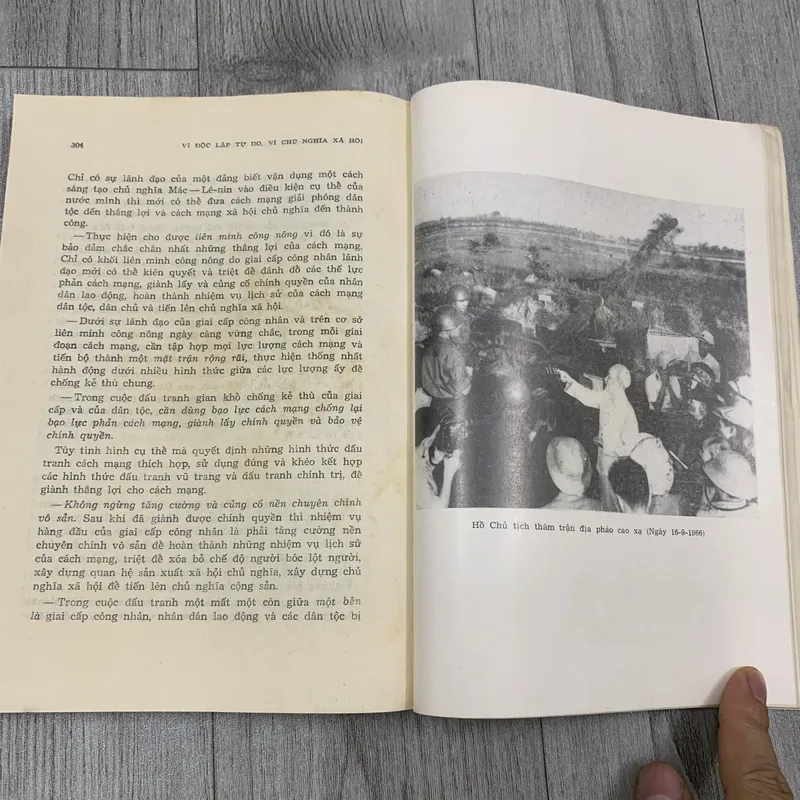 304
VÌ ĐỘC LẬP TỰ DO, VÌ CHỦ NGHĨA XÃ HỘI
Chỉ có sự lãnh đạo của một đảng biết vận dụng một cách
sáng tạo chủ nghĩa Mác — Lê-nin vào điều kiện cụ thể của
nước mình thì mới có thể đưa cách mạng giải phóng dân
tộc đến thắng lợi và cách mạng xã hội chủ nghĩa đến thành
công.
— Thực hiện cho được liên minh công nông vì đó là sự
bảo đảm chắc chắn nhất những thắng lợi của cách mạng.
Chỉ có khối liên minh công nông do giai cấp công nhân lãnh
đạo mới có thể kiên quyết và triệt để đánh đổ các thế lực
phản cách mạng, giành lấy và củng cố chính quyền của nhân
dân lao động, hoàn thành nhiệm vụ lịch sử của cách mạng
dân tộc, dân chủ và tiến lên chủ nghĩa xã hội.
— Dưới sự lãnh đạo của giai cấp công nhân và trên cơ sở
liên minh công nông ngày càng vững chắc, trong mỗi giai
đoạn cách mạng, cần tập hợp mọi lực lượng cách mạng và
tiến bộ thành một mặt trận rộng rãi, thực hiện thống nhất
hành động dưới nhiều hình thức giữa các lực lượng ấy để
chống kẻ thù chung.
— Trong cuộc đấu tranh gian khổ chống kẻ thù của giai
cấp và của dân tộc, cần dùng bạo lực cách mạng chống lại
bạo lực phản cách mạng, giành lấy chính quyền và bảo vệ
chính quyền.
Tùy tình hình cụ thể mà quyết định những hình thức đấu
tranh cách mạng thích hợp, sử dụng đúng và khéo kết hợp
các hình thức đấu tranh vũ trang và đấu tranh chính trị, để
giành thắng lợi cho cách mạng.
— Không ngừng tăng cường và củng cố nền chuyên chính
vô sản. Sau khi đã giành được chính quyền thì nhiệm vụ
hàng đầu của giai cấp công nhân là phải tăng cường nền
chuyên chính vô sản để hoàn thành những nhiệm vụ lịch sử
của cách mạng, triệt để xóa bỏ chế độ người bóc lột người,
xây dựng quan hệ sản xuất xã hội chủ nghĩa, xây dựng chủ
nghĩa xã hội để tiến lên chủ nghĩa cộng sản.
— Trong cuộc đấu tranh một mất một còn giữa một bên
là giai cấp công nhân, nhân dân lao động và các dân tộc bị
Hồ Chủ tịch thăm trận địa pháo cao xạ (Ngày 16-9-1966)